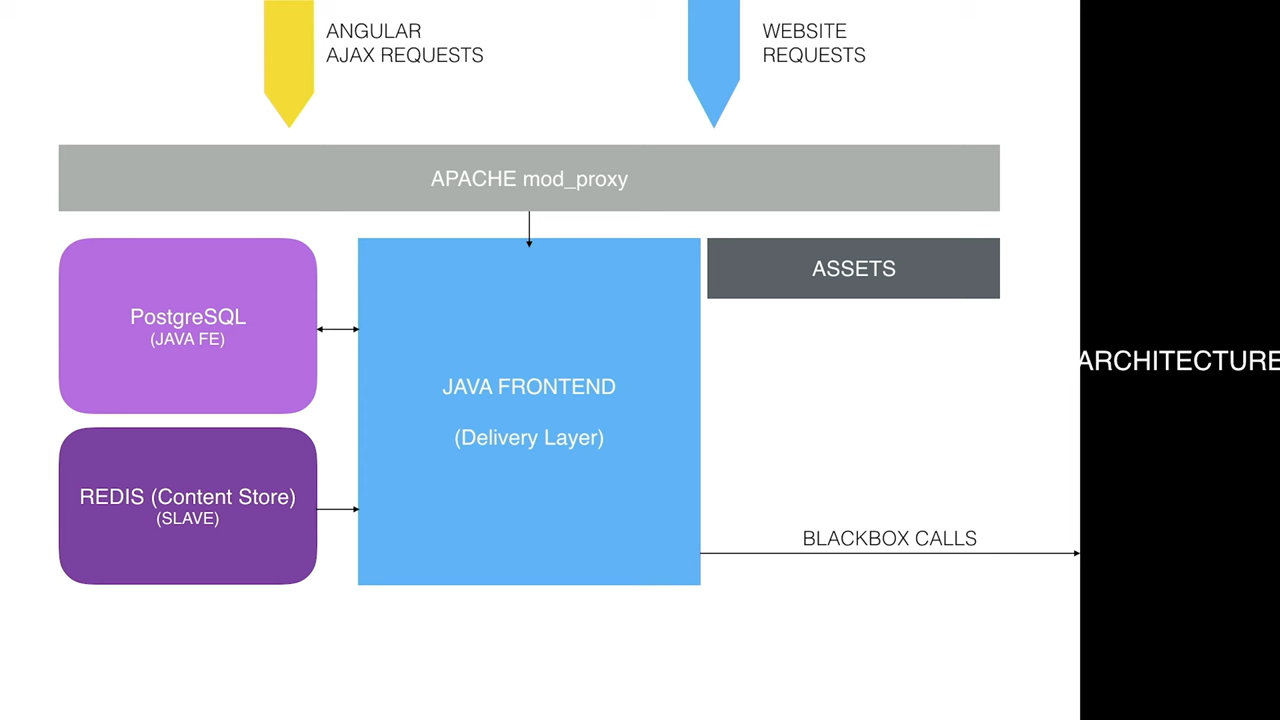 ANGULAR
AJAX REQUESTS
WEBSITE
REQUESTS
APACHE mod_proxy
PostgreSQL
(JAVA FE)
ASSETS
JAVA FRONTEND
(Delivery Layer)
ARCHITECTURE
REDIS (Content Store)
(SLAVE)
BLACKBOX CALLS